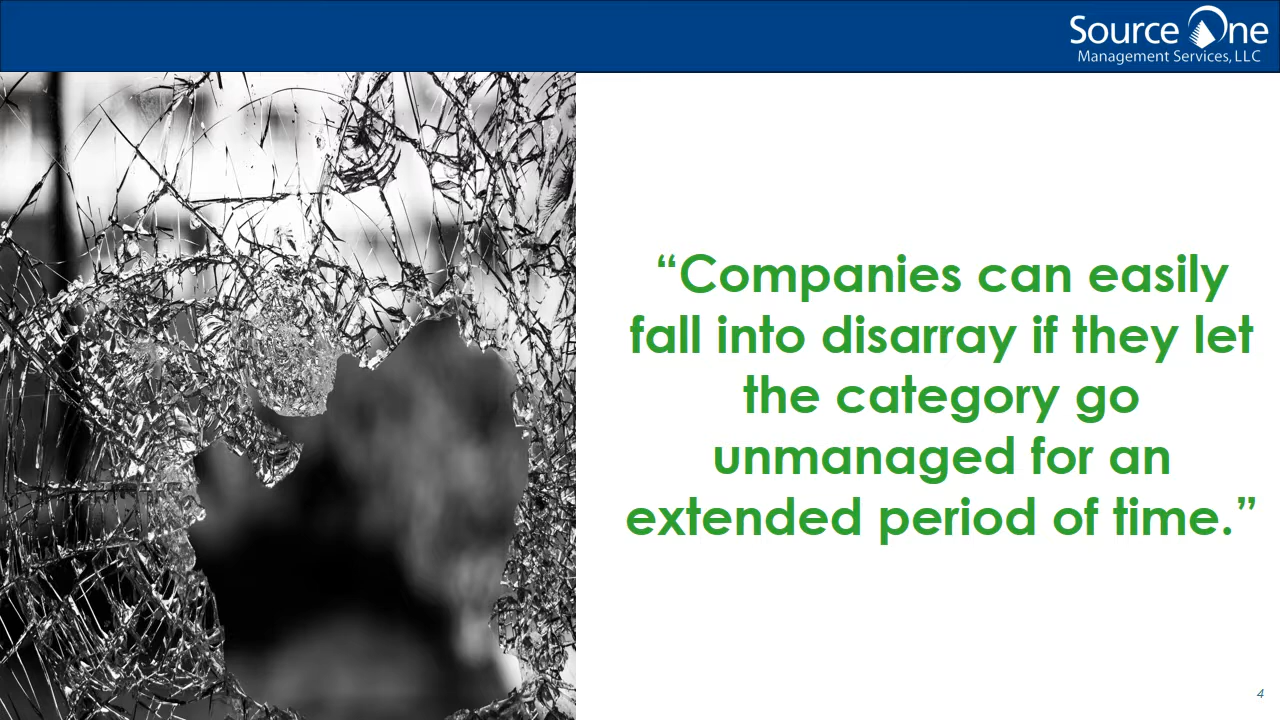 Source One
Management Services, LLC
“Companies can easily
fall into disarray if they let
the category go
unmanaged for an
extended period of time.”
4